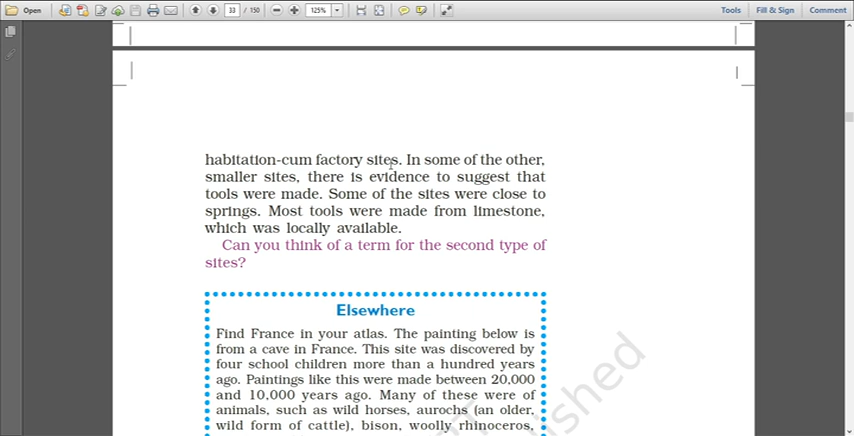 Open
33 / 150
125%
Tools
Fill & Sign
Comment
habitation-cum factory sites. In some of the other,
smaller sites, there is evidence to suggest that
tools were made. Some of the sites were close to
springs. Most tools were made from limestone,
which was locally available.
Can you think of a term for the second type of
sites?
Elsewhere
Find France in your atlas. The painting below is
from a cave in France. This site was discovered by
four school children more than a hundred years
ago. Paintings like this were made between 20,000
and 10,000 years ago. Many of these were of
animals, such as wild horses, aurochs (an older,
wild form of cattle), bison, woolly rhinoceros,